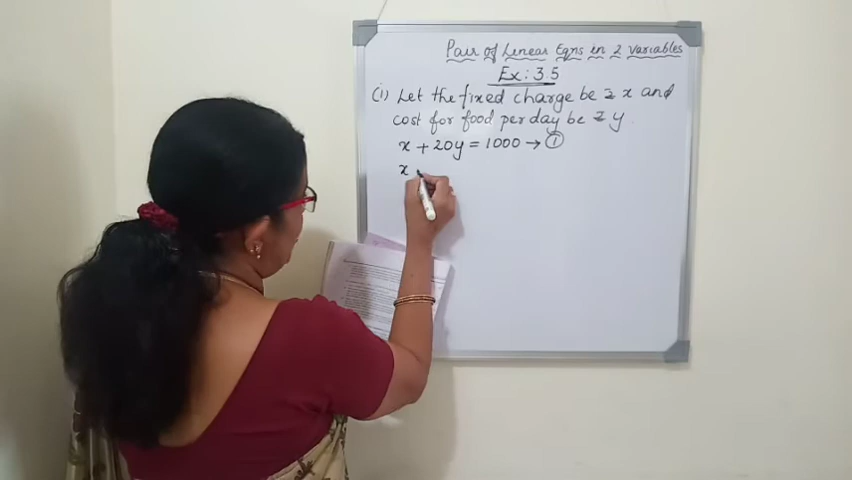 Pair of Linear Eqns in 2 variables
Ex: 3.5
(i) Let the fixed charge be ₹ x and
cost for food per day be ₹ y.
x + 20y = 1000 → ①
x